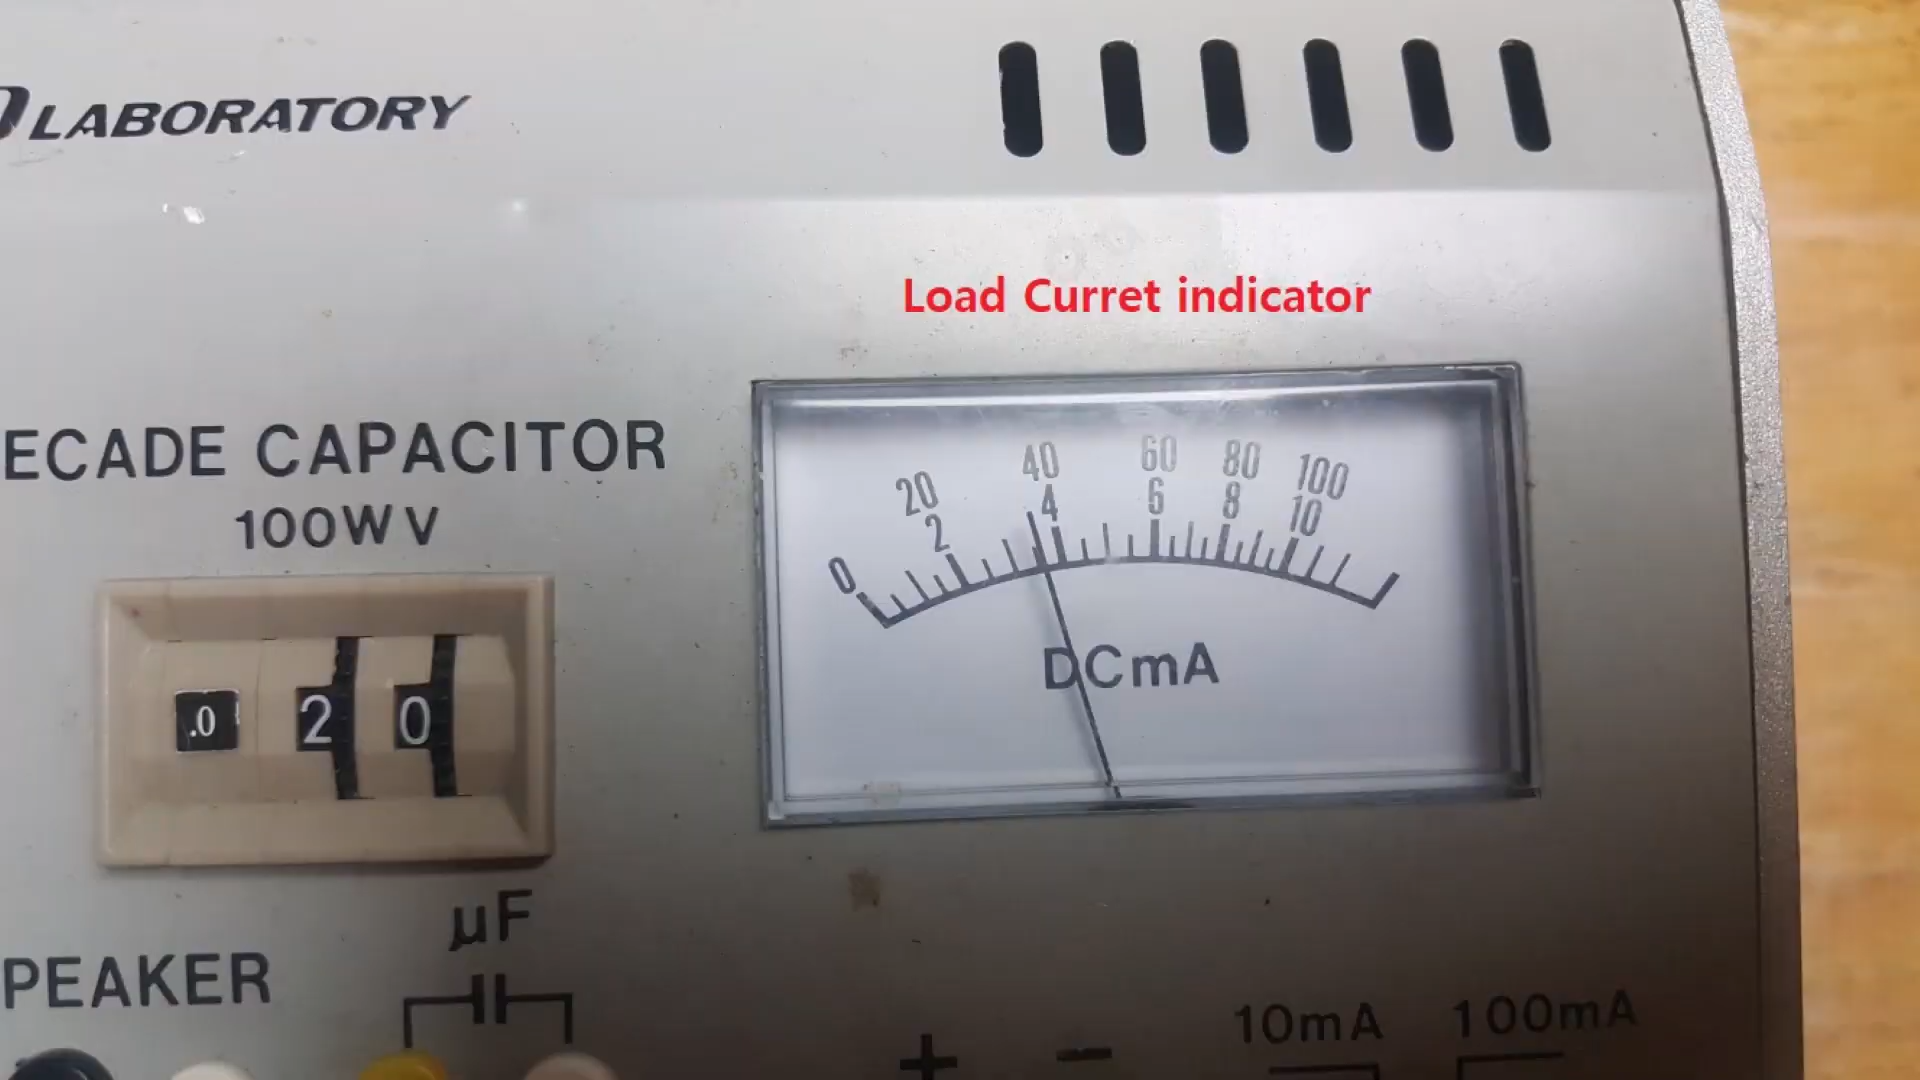 LABORATORY
Load Curret indicator
ECADE CAPACITOR
100WV
.0 2 0
µF
PEAKER
20 40 60 80 100
0 2 4 6 8 10
DCmA
+ −
10mA 100mA